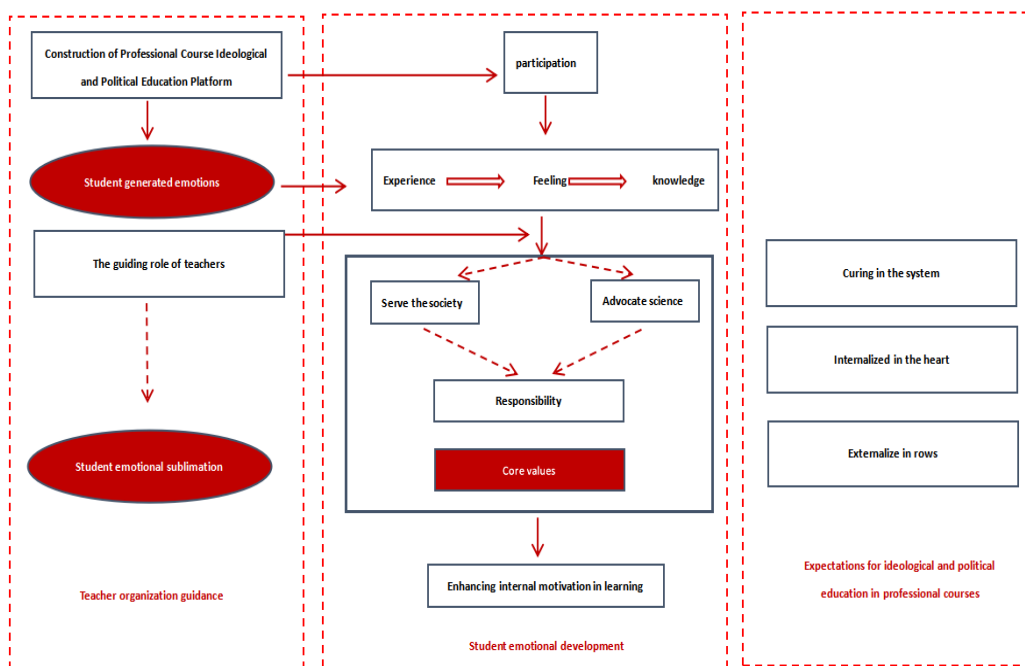 Construction of Professional Course Ideological
and Political Education Platform
Student generated emotions
The guiding role of teachers
Student emotional sublimation
Teacher organization guidance
participation
Experience Feeling knowledge
Serve the society Advocate science
Responsibility
Core values
Enhancing internal motivation in learning
Student emotional development
Curing in the system
Internalized in the heart
Externalize in rows
Expectations for ideological and political
education in professional courses